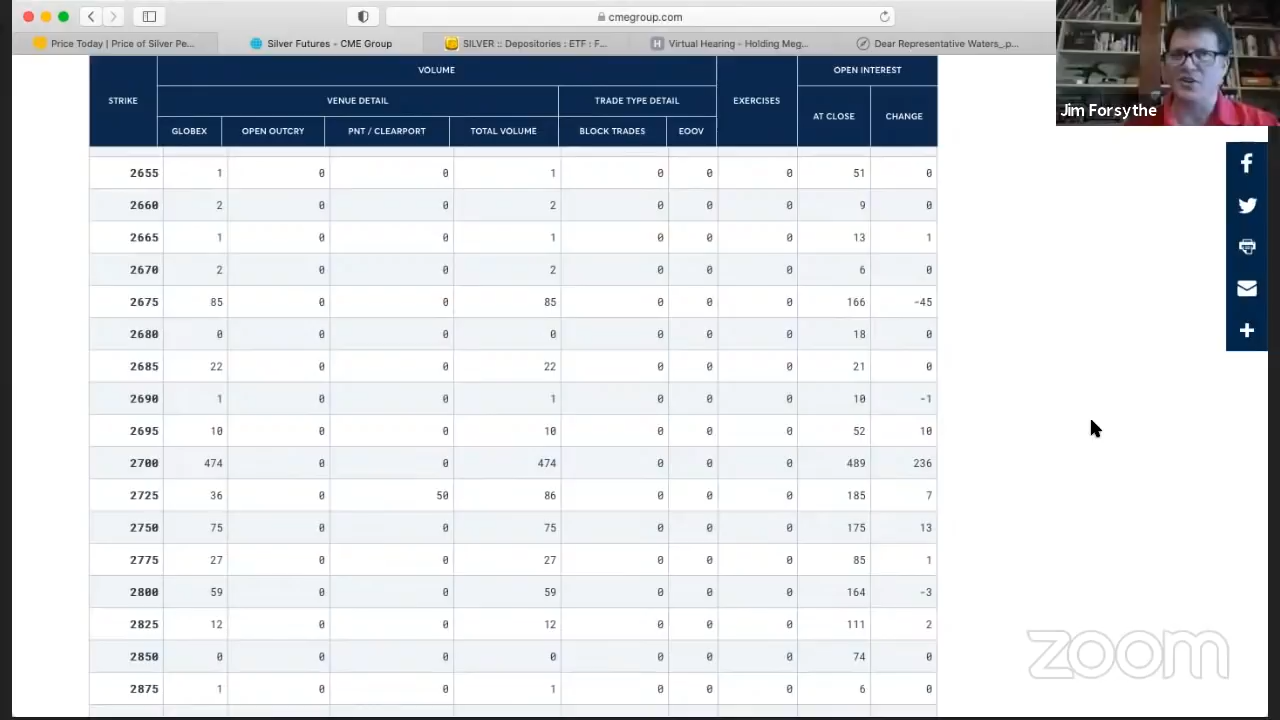 cmegroup.com
Price Today | Price of Silver Pe...
Silver Futures - CME Group
SILVER :: Depositories : ETF : F...
Virtual Hearing - Holding Meg...
Dear Representative Waters_.p...
Jim Forsythe
VOLUME
OPEN INTEREST
STRIKE
VENUE DETAIL
TRADE TYPE DETAIL
EXERCISES
AT CLOSE
CHANGE
GLOBEX OPEN OUTCRY PNT / CLEARPORT TOTAL VOLUME BLOCK TRADES EOOV
2655 1 0 0 1 0 0 0 51 0
2660 2 0 0 2 0 0 0 9 0
2665 1 0 0 1 0 0 0 13 1
2670 2 0 0 2 0 0 0 6 0
2675 85 0 0 85 0 0 0 166 -45
2680 0 0 0 0 0 0 0 18 0
2685 22 0 0 22 0 0 0 21 0
2690 1 0 0 1 0 0 0 10 -1
2695 10 0 0 10 0 0 0 52 10
2700 474 0 0 474 0 0 0 489 236
2725 36 0 50 86 0 0 0 185 7
2750 75 0 0 75 0 0 0 175 13
2775 27 0 0 27 0 0 0 85 1
2800 59 0 0 59 0 0 0 164 -3
2825 12 0 0 12 0 0 0 111 2
2850 0 0 0 0 0 0 0 74 0
2875 1 0 0 1 0 0 0 6 0
zoom